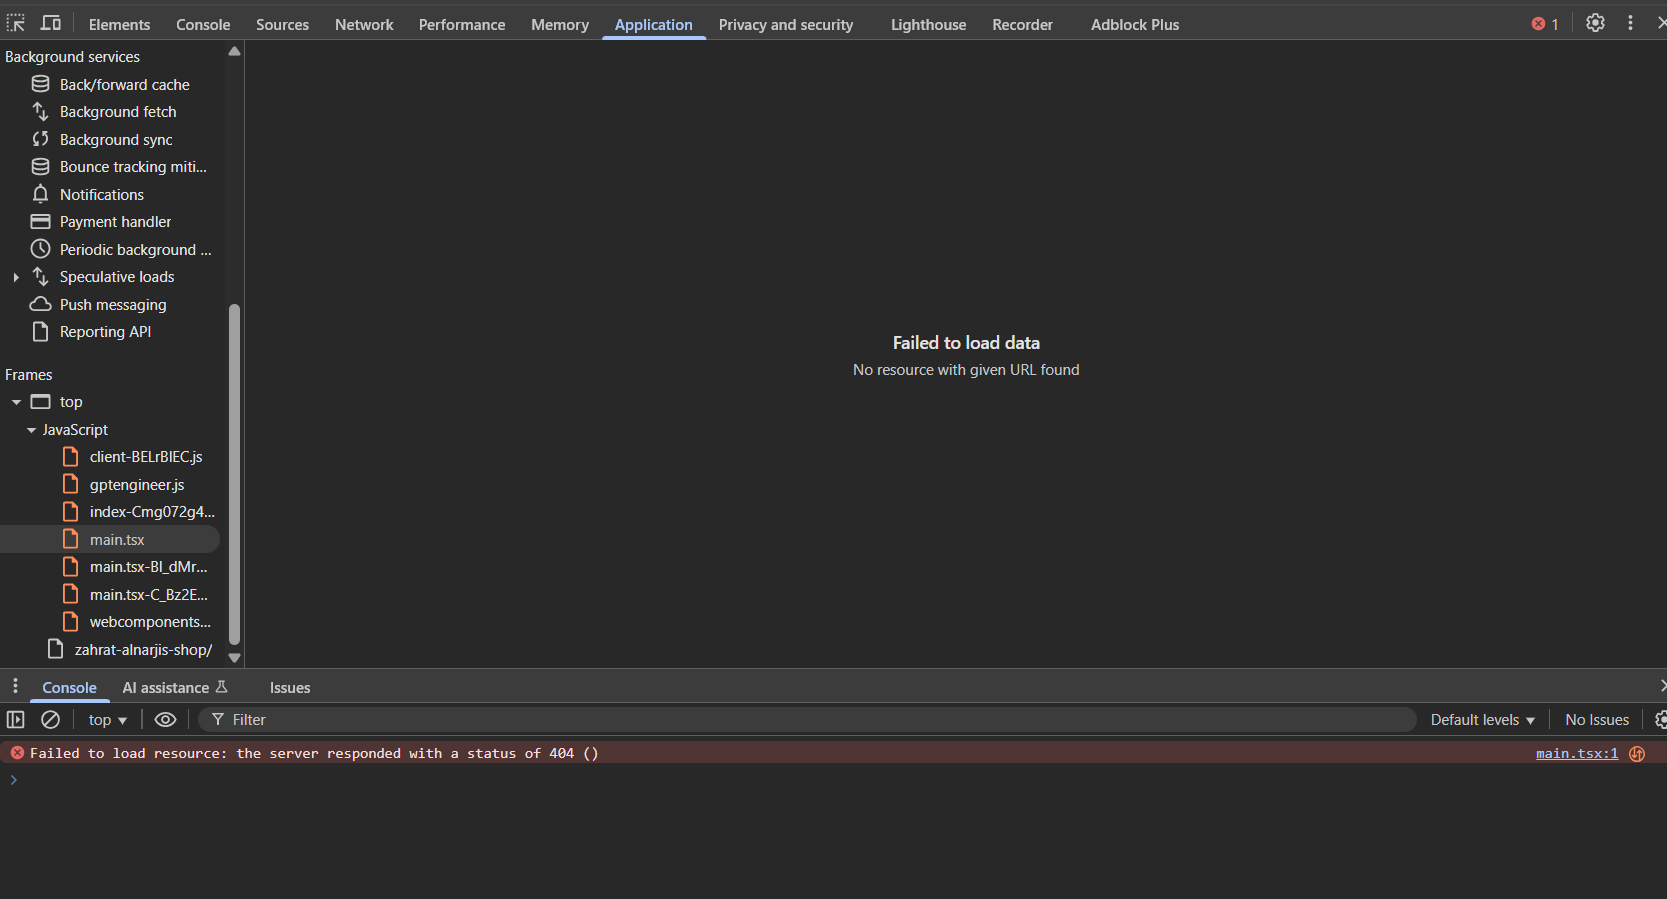 Elements Console Sources Network Performance Memory Application Privacy and security Lighthouse Recorder Adblock Plus 1
Background services
Back/forward cache
Background fetch
Background sync
Bounce tracking miti...
Notifications
Payment handler
Periodic background ...
Speculative loads
Push messaging
Reporting API
Frames
top
JavaScript
client-BELrBIEC.js
gptengineer.js
index-Cmg072g4...
main.tsx
main.tsx-BI_dMr...
main.tsx-C_Bz2E...
webcomponents...
zahrat-alnarjis-shop/
Failed to load data
No resource with given URL found
Console AI assistance Issues
top Filter Default levels No Issues
Failed to load resource: the server responded with a status of 404 () main.tsx:1